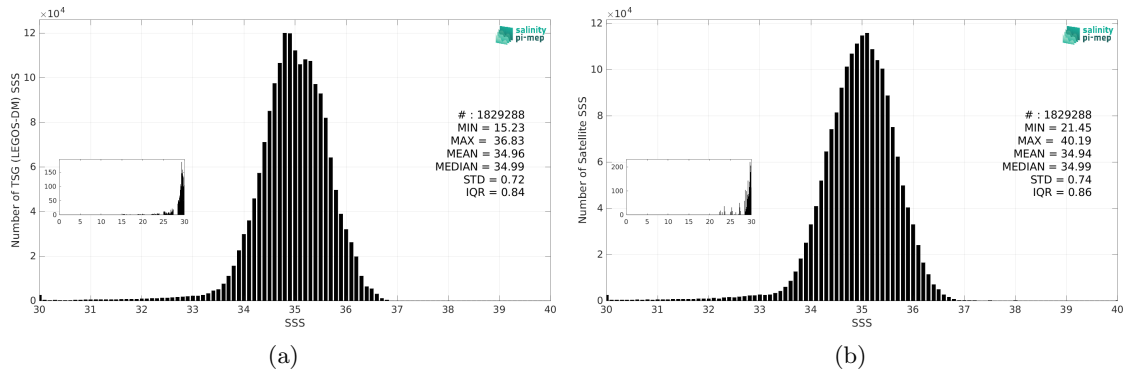 ×10⁴
12
10
8
6
4
2
0
Number of TSG (LEGOS-DM) SSS
salinity
pi-mep
# : 1829288
MIN = 15.23
MAX = 36.83
MEAN = 34.96
MEDIAN = 34.99
STD = 0.72
IQR = 0.84
150
100
50
0
0 5 10 15 20 25 30
30 31 32 33 34 35 36 37 38 39 40
SSS
(a)
×10⁴
12
10
8
6
4
2
0
Number of Satellite SSS
salinity
pi-mep
# : 1829288
MIN = 21.45
MAX = 40.19
MEAN = 34.94
MEDIAN = 34.99
STD = 0.74
IQR = 0.86
200
100
0
0 5 10 15 20 25 30
30 31 32 33 34 35 36 37 38 39 40
SSS
(b)